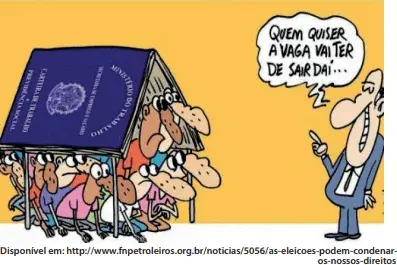 QUEM QUISER
A VAGA VAI TER
DE SAIR DAÍ...
MINISTÉRIO DO TRABALHO
CARTEIRA DE TRABALHO
E
PREVIDÊNCIA SOCIAL
Disponível em: http://www.fnpetroleiros.org.br/noticias/5056/as-eleicoes-podem-condenar-
os-nossos-direitos